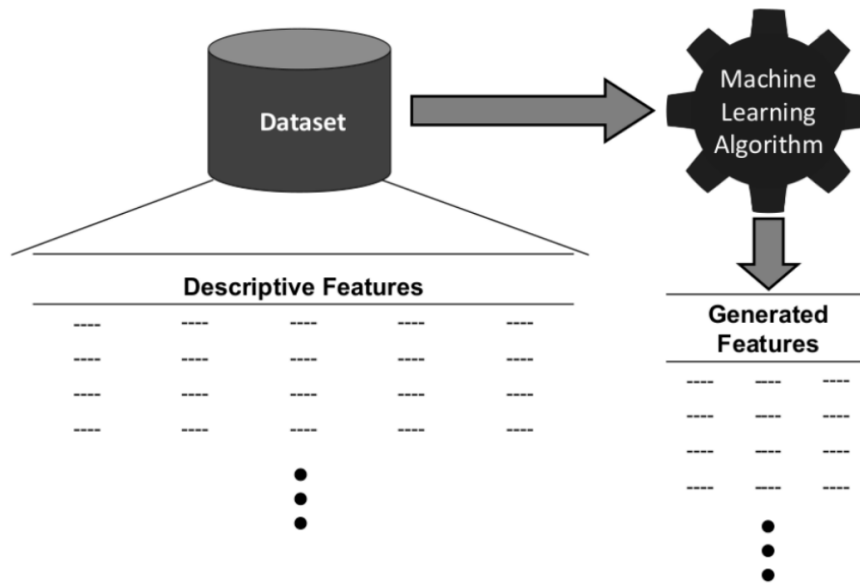 Dataset
Machine
Learning
Algorithm
Descriptive Features
---- ---- ---- ---- ----
---- ---- ---- ---- ----
---- ---- ---- ---- ----
---- ---- ---- ---- ----
Generated
Features
---- ---- ----
---- ---- ----
---- ---- ----
---- ---- ----